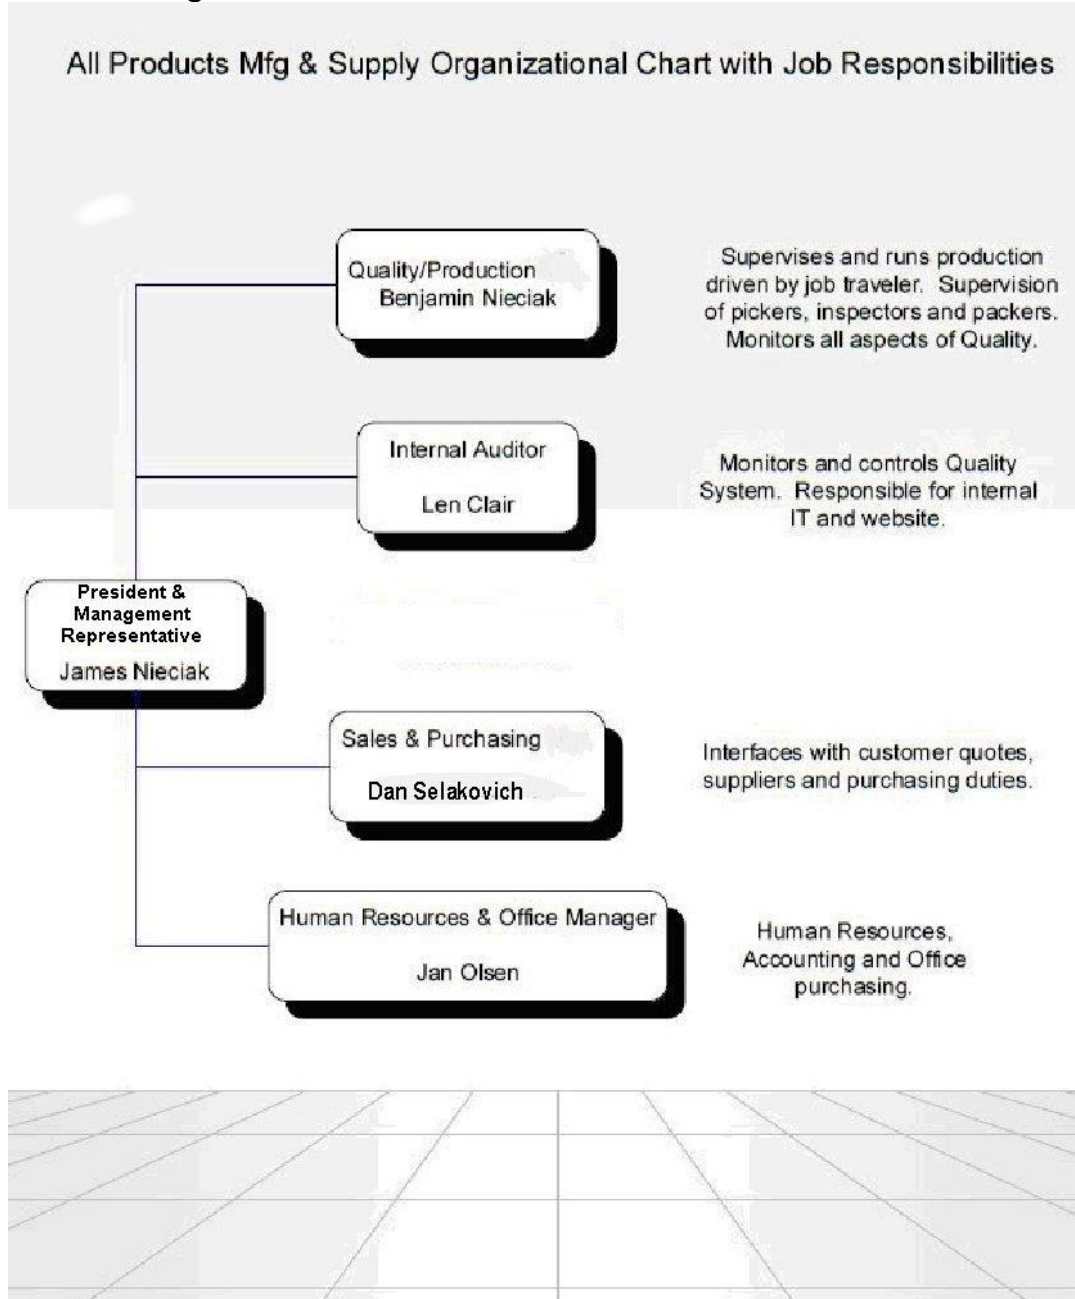 All Products Mfg & Supply Organizational Chart with Job Responsibilities
Quality/Production
Benjamin Nieciak
Supervises and runs production
driven by job traveler.  Supervision
of pickers, inspectors and packers.
Monitors all aspects of Quality.
Internal Auditor
Len Clair
Monitors and controls Quality
System.  Responsible for internal
IT and website.
President &
Management
Representative
James Nieciak
Sales & Purchasing
Dan Selakovich
Interfaces with customer quotes,
suppliers and purchasing duties.
Human Resources & Office Manager
Jan Olsen
Human Resources,
Accounting and Office
purchasing.